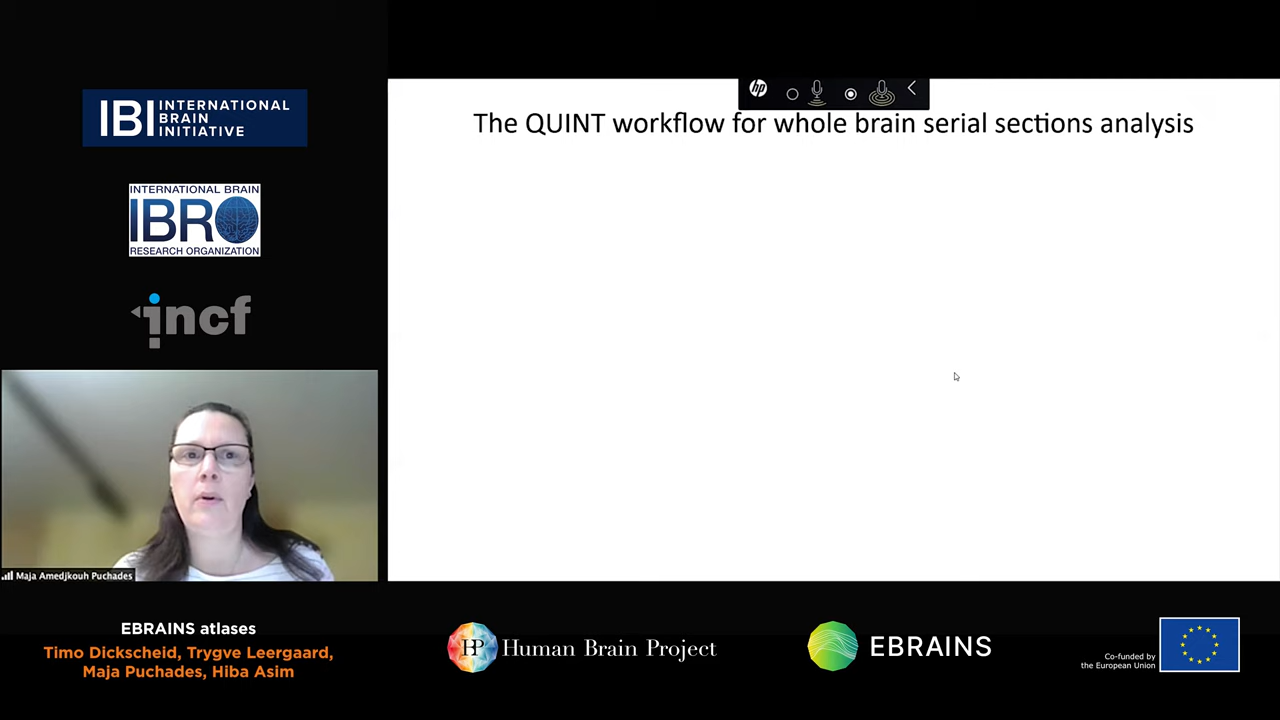 IBI INTERNATIONAL
BRAIN
INITIATIVE
INTERNATIONAL BRAIN
IBRO
RESEARCH ORGANIZATION
incf
hp
The QUINT workflow for whole brain serial sections analysis
Maja Amedjkouh Puchades
EBRAINS atlases
Timo Dickscheid, Trygve Leergaard,
Maja Puchades, Hiba Asim
HBP Human Brain Project
EBRAINS
Co-funded by
the European Union